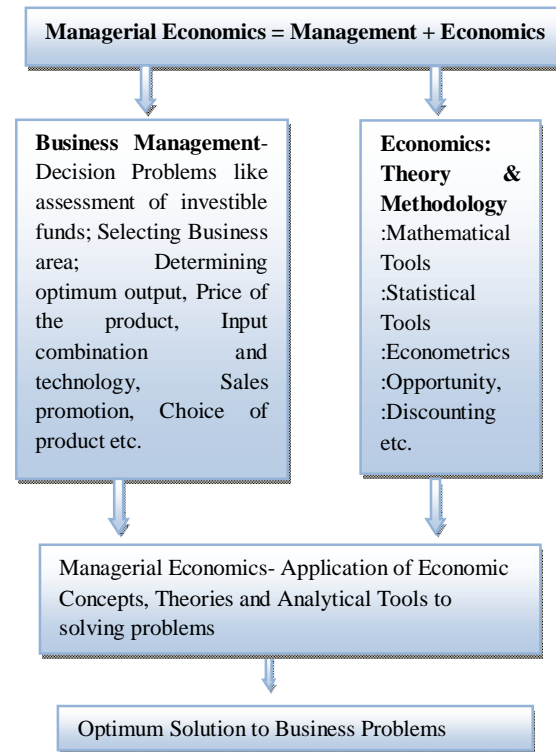 Managerial Economics = Management + Economics
Business Management-
Decision Problems like
assessment of investible
funds; Selecting Business
area; Determining
optimum output, Price of
the product, Input
combination and
technology, Sales
promotion, Choice of
product etc.
Economics:
Theory &
Methodology
:Mathematical
Tools
:Statistical
Tools
:Econometrics
:Opportunity,
:Discounting
etc.
Managerial Economics- Application of Economic
Concepts, Theories and Analytical Tools to
solving problems
Optimum Solution to Business Problems